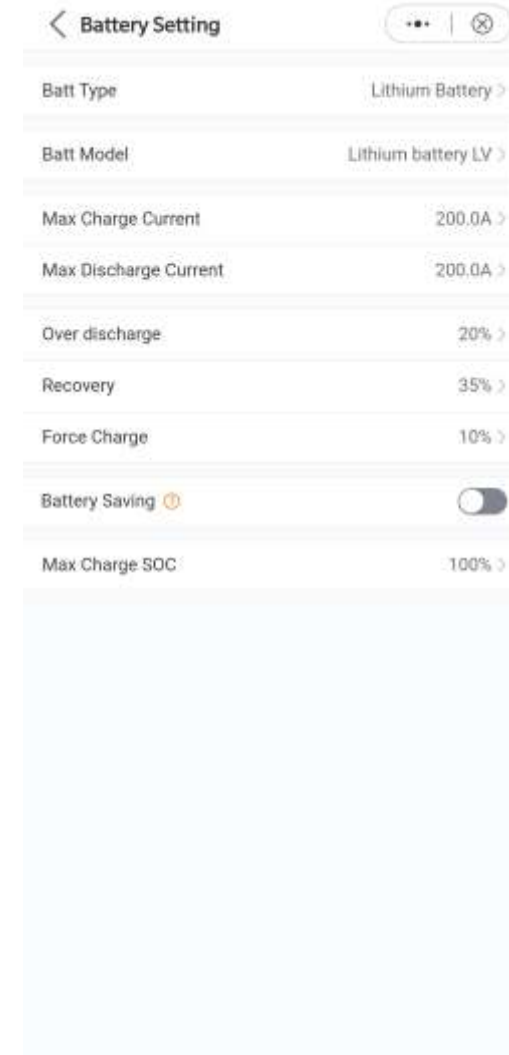 Battery Setting
Batt Type Lithium Battery
Batt Model Lithium battery LV
Max Charge Current 200.0A
Max Discharge Current 200.0A
Over discharge 20%
Recovery 35%
Force Charge 10%
Battery Saving
Max Charge SOC 100%